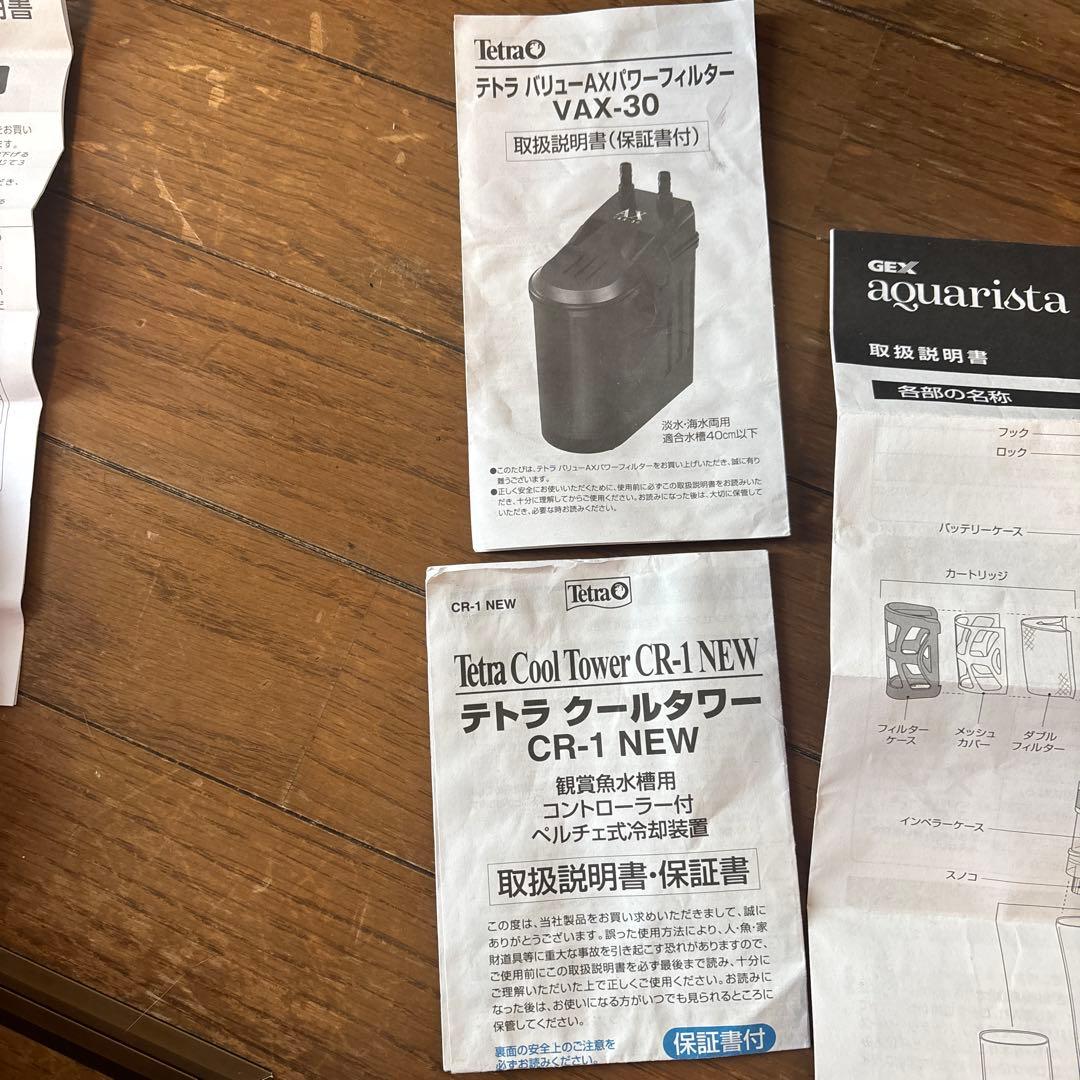 明書
をお買い
ます。
Tetra
テトラ バリューAXパワーフィルター
VAX-30
取扱説明書(保証書付)
AX
淡水・海水両用
適合水槽40cm以下
●このたびは、テトラ バリューAXパワーフィルターをお買い上げいただき、誠に有り
難うございます。
●正しく安全にお使いいただくために、使用前に必ずこの取扱説明書をお読みいた
だき、十分に理解してからご使用ください。お読みになった後は、大切に保管して
いただき、必要な時お読みください。
CR-1 NEW
Tetra
Tetra Cool Tower CR-1 NEW
テトラ クールタワー
CR-1 NEW
観賞魚水槽用
コントローラー付
ペルチェ式冷却装置
取扱説明書・保証書
この度は、当社製品をお買い求めいただきまして、誠に
ありがとうございます。誤った使用方法により、人・魚・家
財道具等に重大な事故を引き起こす恐れがありますので、
ご使用前にこの取扱説明書を必ず最後まで読み、十分に
ご理解いただいた上で正しくご使用ください。お読みに
なった後は、お使いになる方がいつでも見られるところに
保管してください。
裏面の安全上のご注意を
必ずお読みください。
保証書付
GEX
aquarista
取扱説明書
各部の名称
フック
ロック
バッテリーケース
カートリッジ
フィルター
ケース
メッシュ
カバー
ダブル
フィルター
インペラーケース
スノコ